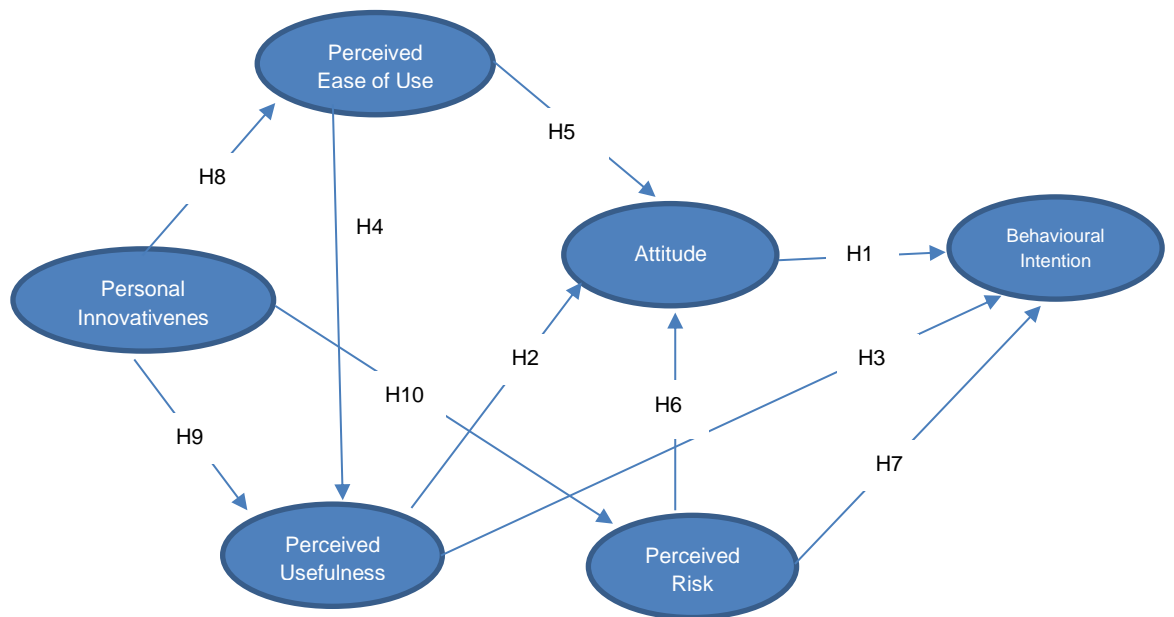 Perceived
Ease of Use
H5
H8
H4
Attitude
H1
Behavioural
Intention
Personal
Innovativenes
H2
H3
H10
H6
H9
H7
Perceived
Usefulness
Perceived
Risk